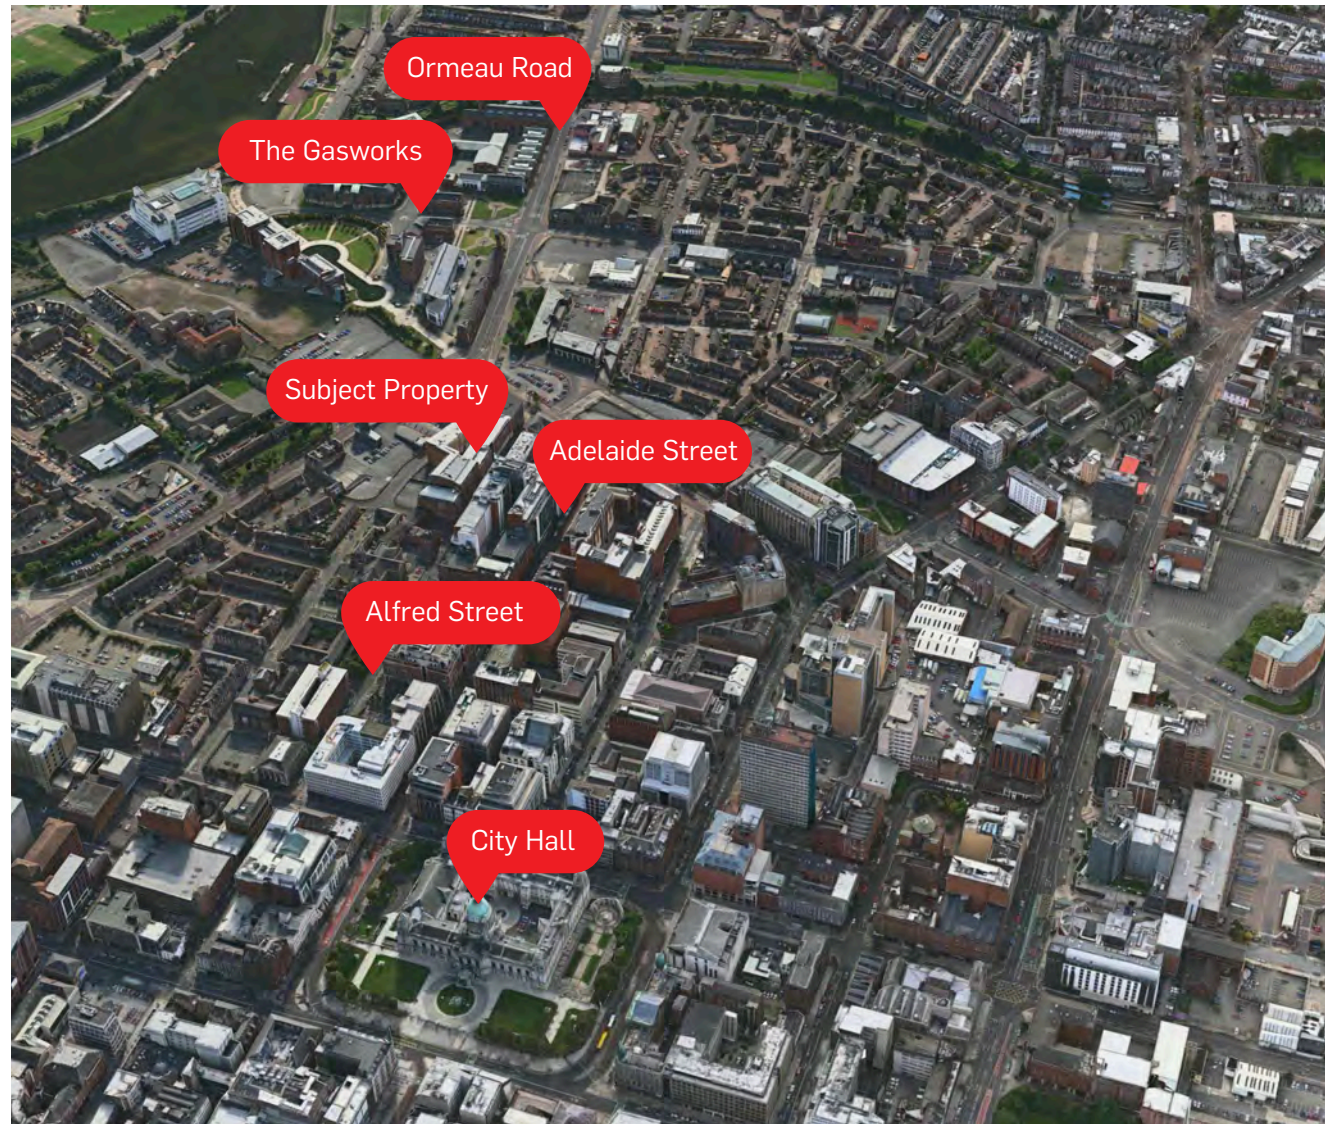 Ormeau Road
The Gasworks
Subject Property
Adelaide Street
Alfred Street
City Hall